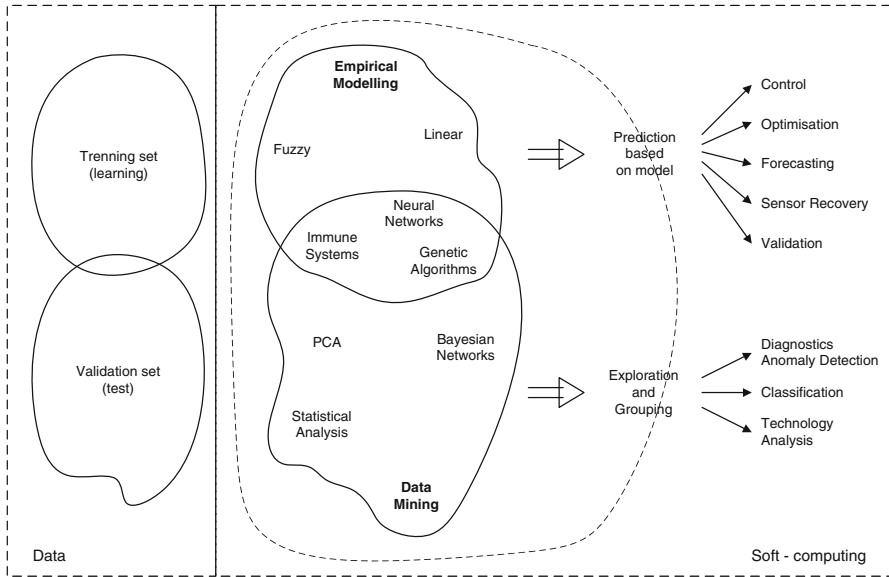 Trenning set
(learning)
Validation set
(test)
Data
Empirical
Modelling
Fuzzy
Linear
Neural
Networks
Immune
Systems
Genetic
Algorithms
PCA
Bayesian
Networks
Statistical
Analysis
Data
Mining
Prediction
based
on model
Control
Optimisation
Forecasting
Sensor Recovery
Validation
Exploration
and
Grouping
Diagnostics
Anomaly Detection
Classification
Technology
Analysis
Soft - computing